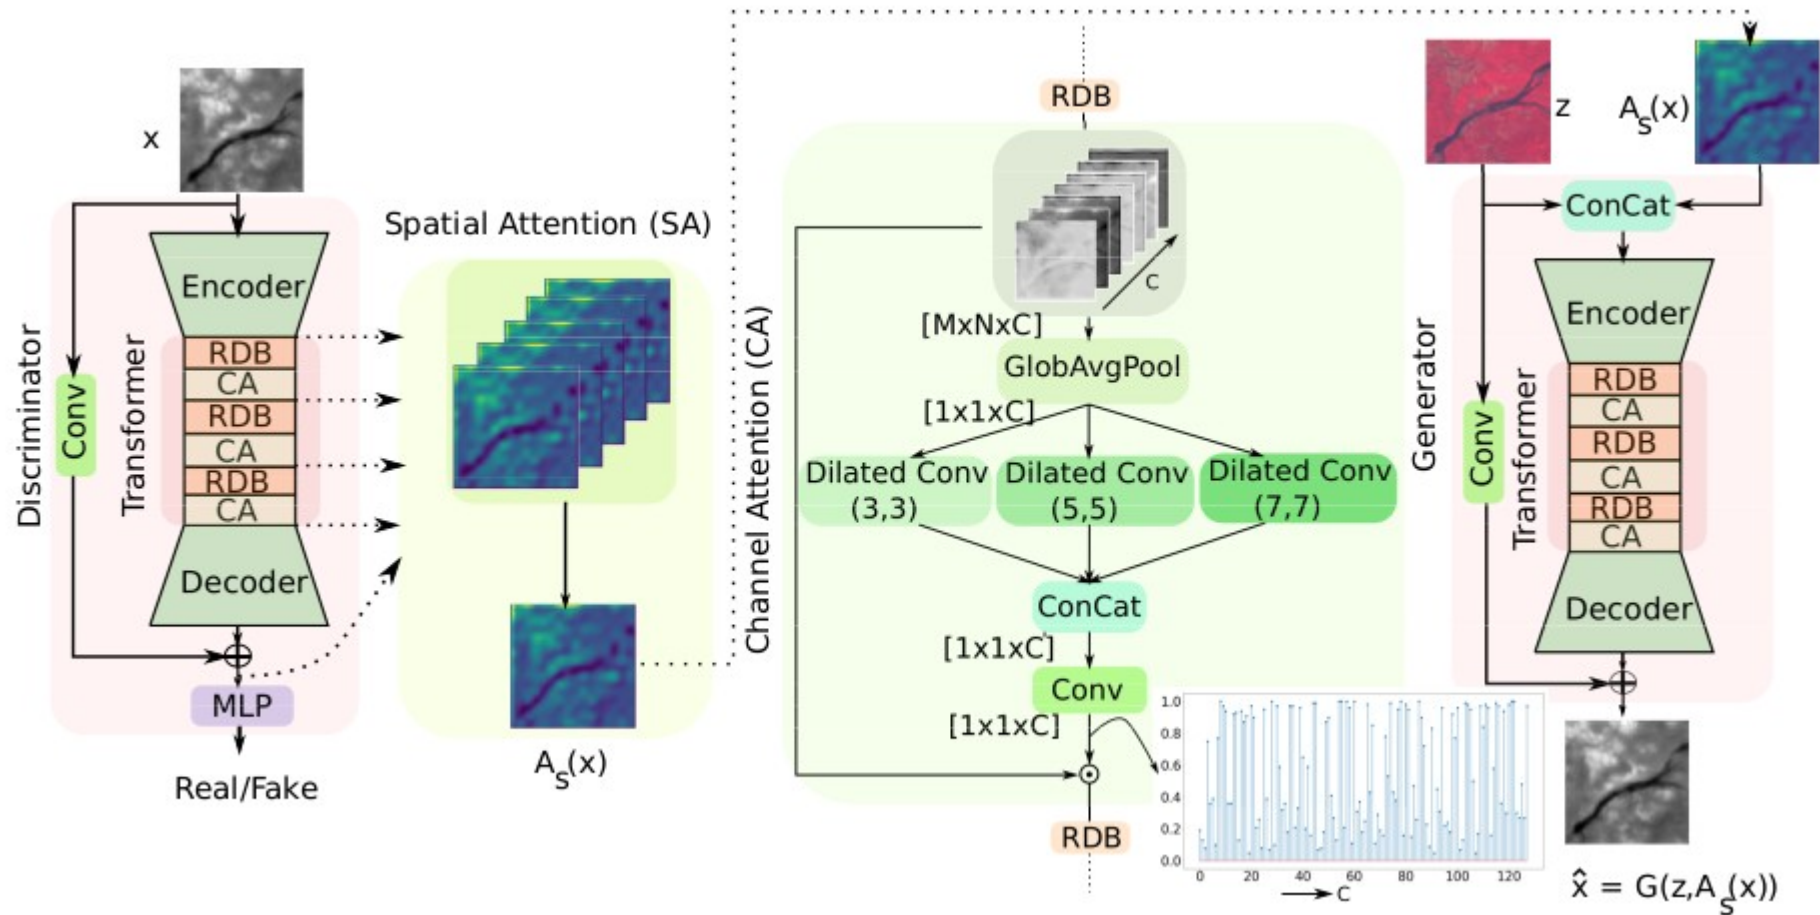 x
Discriminator
Conv
Encoder
Transformer
RDB
CA
RDB
CA
RDB
CA
Decoder
MLP
Real/Fake
Spatial Attention (SA)
A_s(x)
Channel Attention (CA)
RDB
C
[MxNxC]
GlobAvgPool
[1x1xC]
Dilated Conv
(3,3)
Dilated Conv
(5,5)
Dilated Conv
(7,7)
ConCat
[1x1xC]
Conv
[1x1xC]
RDB
1.0
0.8
0.6
0.4
0.2
0.0
0 20 40 60 80 100 120
C
z
A_s(x)
ConCat
Generator
Conv
Encoder
Transformer
RDB
CA
RDB
CA
RDB
CA
Decoder
x̂ = G(z,A_s(x))